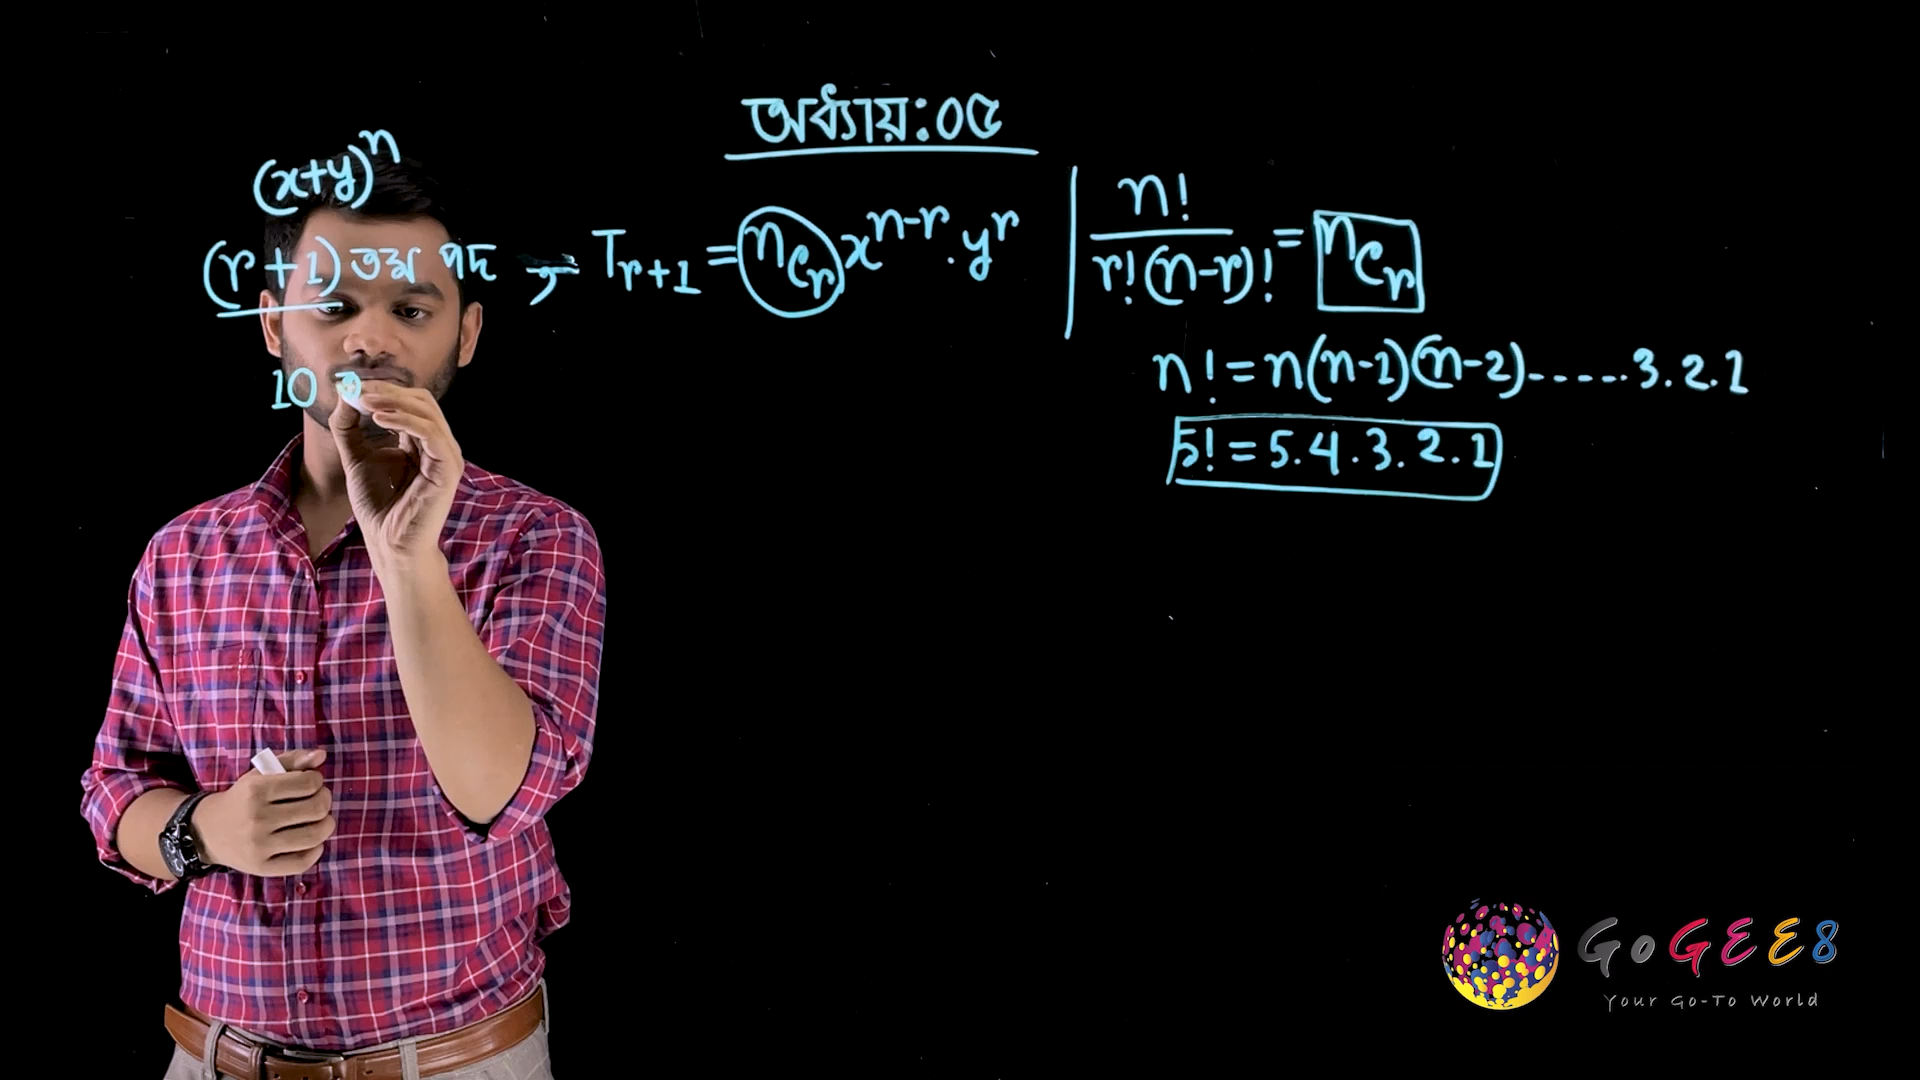 অধ্যায়:০৫
(x+y)^n
(r+1) তম পদ, T_{r+1} = ⁿC_r x^{n-r}.y^r
n!/r!(n-r)! = ⁿC_r
n! = n(n-1)(n-2)------3.2.1
10
5! = 5.4.3.2.1
GoGEE8
Your Go-To World